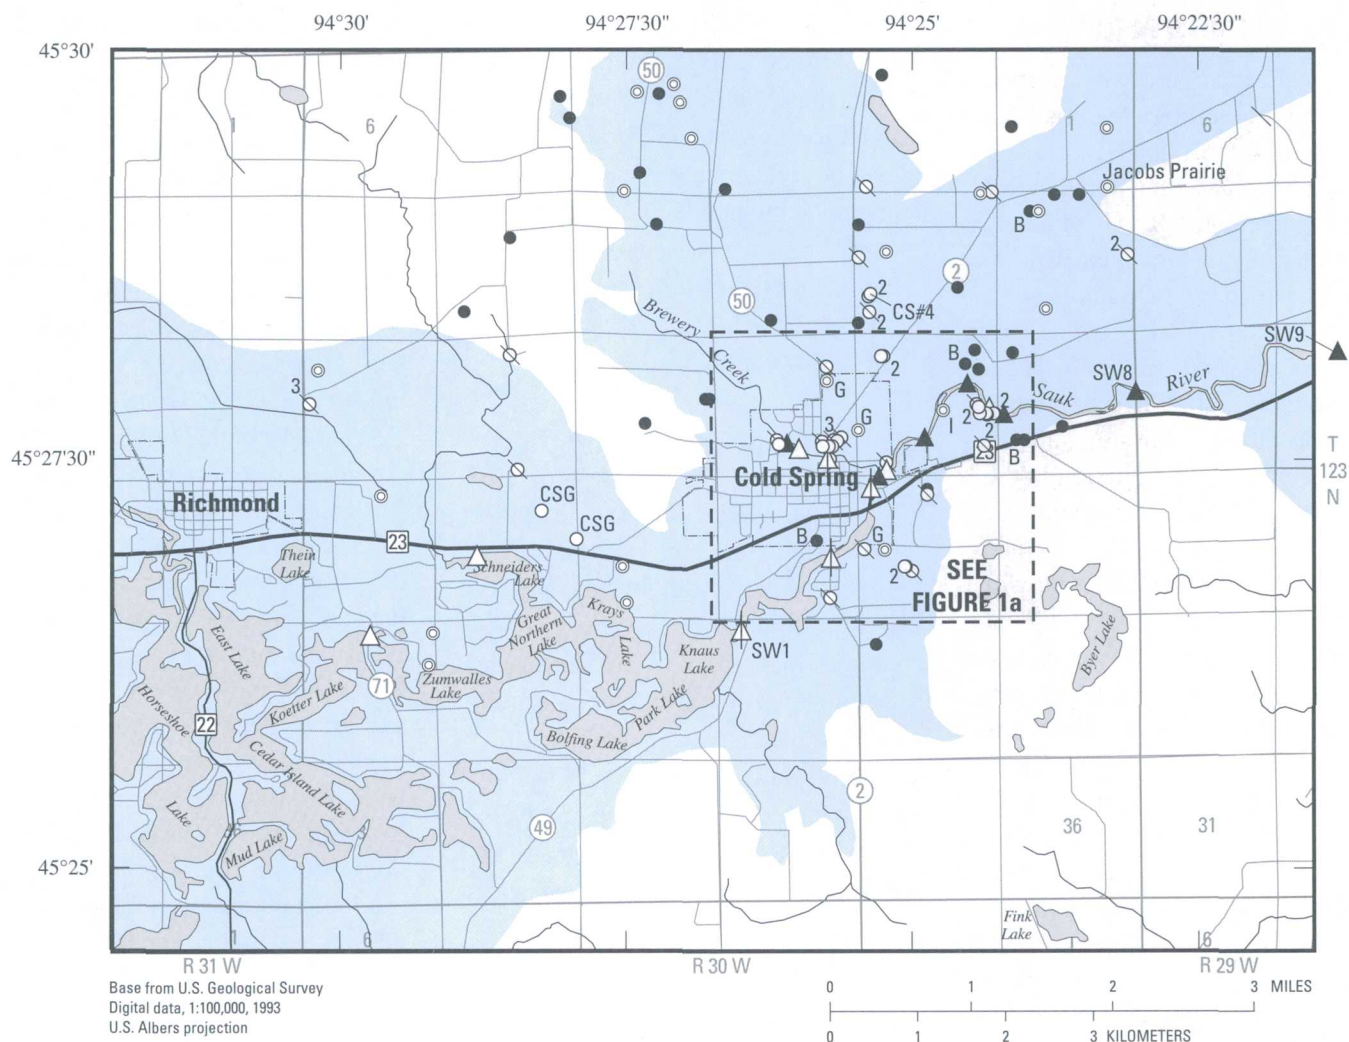 94°30'
94°27'30"
94°25'
94°22'30"
45°30'
50
1
6
1
6
Jacobs Prairie
B
2
2
50
2
CS#4
2
Brewery
Creek
SW9
B
2
SW8
River
Sauk
3
G
2
2
I
G
3
2
45°27'30"
23
B
T
123
N
Cold Spring
Richmond
CSG
CSG
23
B
G
Thein
Lake
Schneiders
Lake
2
SEE
FIGURE 1a
Krays
Lake
Great
Northern
Lake
East Lake
SW1
Knaus
Lake
Byer Lake
Zumwalles
Lake
71
Koetter Lake
Horseshoe
Lake
Park Lake
22
Bolfing Lake
Cedar Island Lake
2
49
36
36
31
Mud Lake
45°25'
Fink
Lake
1
6
6
R 31 W
R 30 W
R 29 W
Base from U.S. Geological Survey
Digital data, 1:100,000, 1993
U.S. Albers projection
0 1 2 3 MILES
0 1 2 3 KILOMETERS